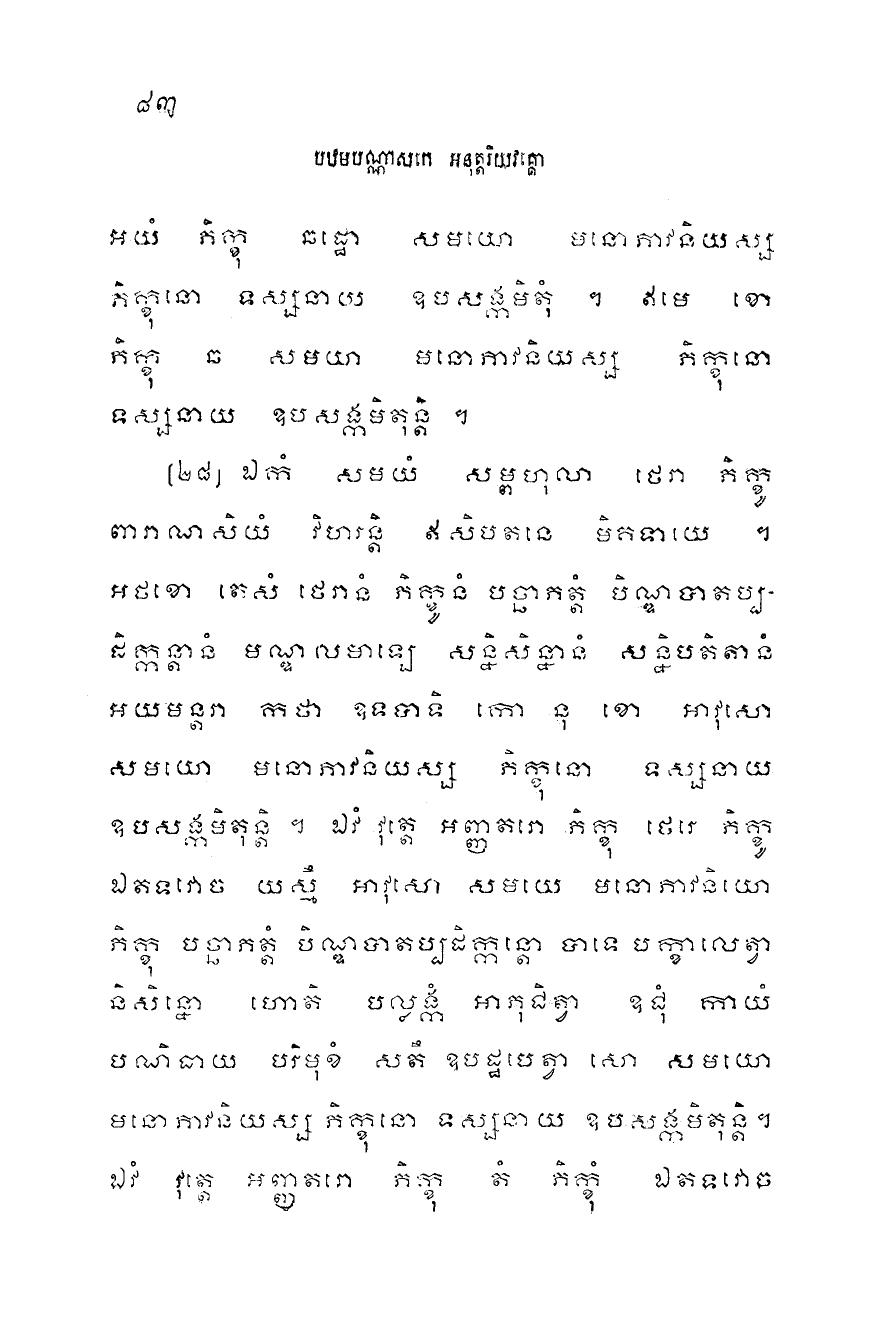 ៨៣
បឋមបណ្ណាសកេ អនុត្តរិយវគ្គោ
អយំ ភិក្ខុ ឆដ្ឋោ សមយោ មនោភាវនិយស្ស
ភិក្ខុនោ ទស្សនាយ ឧបសង្កមិតុំ ។ ឥមេ ខោ
ភិក្ខុ ឆ សមយា មនោភាវនិយស្ស ភិក្ខុនោ
ទស្សនាយ ឧបសង្កមិតុន្តិ ។
[២៨] ឯកំ សមយំ សម្ពហុលា ថេរា ភិក្ខូ
ពារាណសិយំ វិហរន្តិ ឥសិបតនេ មិគទាយេ ។
អថខោ តេសំ ថេរានំ ភិក្ខូនំ បច្ឆាភត្តំ បិណ្ឌបាតប្ប-
ដិក្កន្តានំ មណ្ឌលមាឡេ សន្និសិន្នានំ សន្និបតិតានំ
អយមន្តរា កថា ឧទបាទិ កោ នុ ខោ អាវុសោ
សមយោ មនោភាវនិយស្ស ភិក្ខុនោ ទស្សនាយ
ឧបសង្កមិតុន្តិ ។ ឯវំ វុត្តេ អញ្ញតរោ ភិក្ខុ ថេរេ ភិក្ខូ
ឯតទវោច យស្មឹ អាវុសោ សមយេ មនោភាវនិយោ
ភិក្ខុ បច្ឆាភត្តំ បិណ្ឌបាតប្បដិក្កន្តោ បាទេ បក្ខាលេត្វា
និសិន្នោ ហោតិ បល្លង្កំ អាភុជិត្វា ឧជុំ កាយំ
បណិធាយ បរិមុខំ សតឹ ឧបដ្ឋបេត្វា សោ សមយោ
មនោភាវនិយស្ស ភិក្ខុនោ ទស្សនាយ ឧបសង្កមិតុន្តិ។
ឯវំ វុត្តេ អញ្ញតរោ ភិក្ខុ តំ ភិក្ខុំ ឯតទវោច